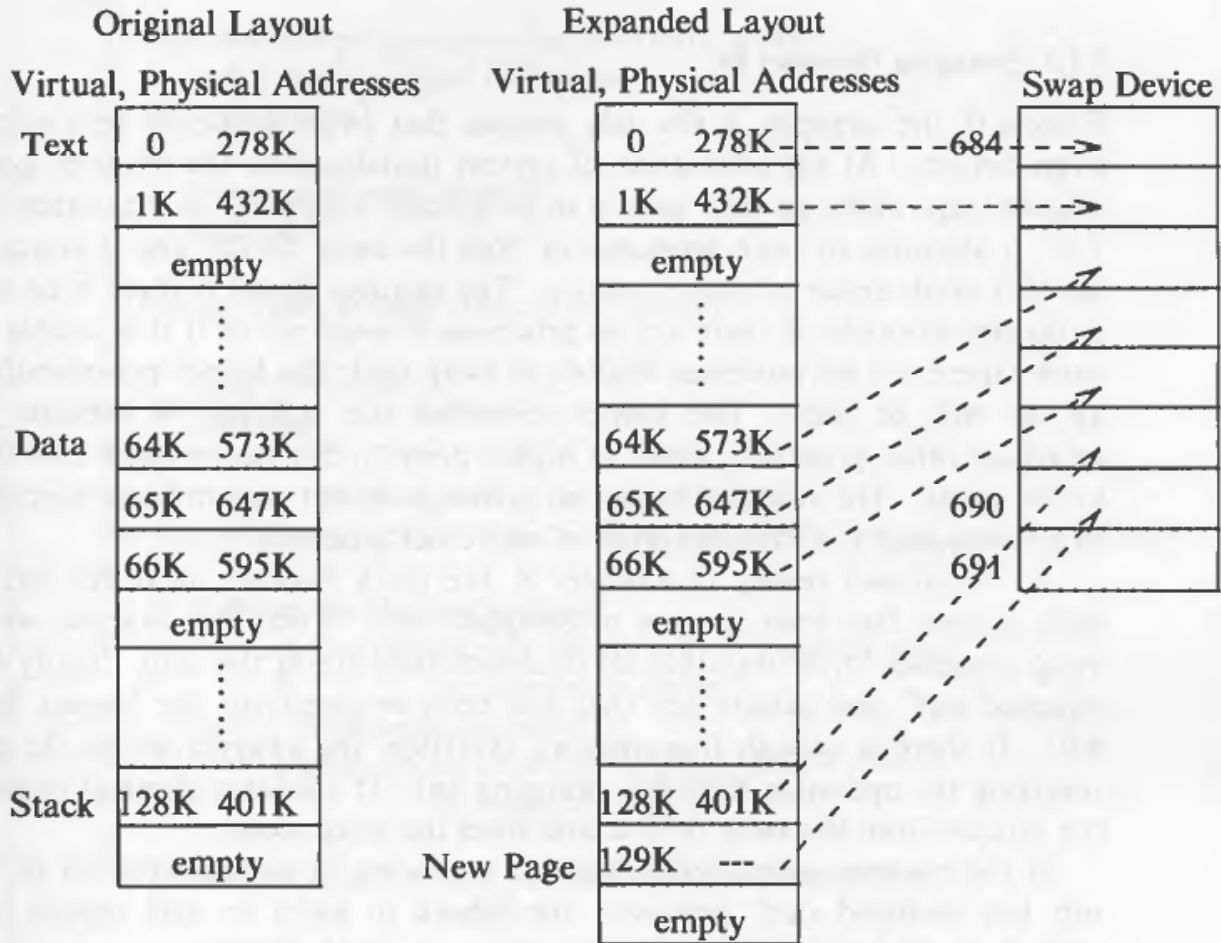 Original Layout Expanded Layout
Virtual, Physical Addresses Virtual, Physical Addresses Swap Device
Text 0 278K 0 278K 684
1K 432K 1K 432K
empty empty
Data 64K 573K 64K 573K
65K 647K 65K 647K 690
66K 595K 66K 595K 691
empty empty
Stack 128K 401K 128K 401K
empty New Page 129K ---
empty